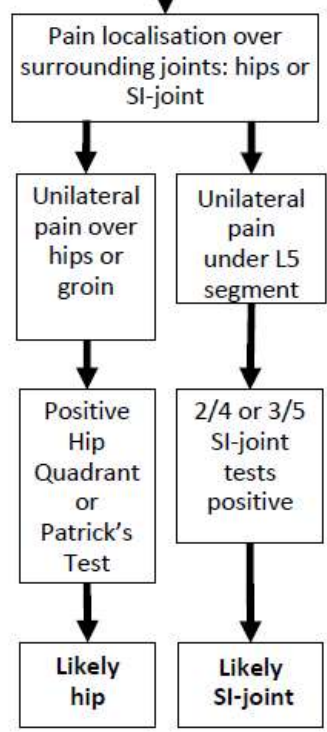 Pain localisation over
surrounding joints: hips or
SI-joint
Unilateral
pain over
hips or
groin
Unilateral
pain
under L5
segment
Positive
Hip
Quadrant
or
Patrick's
Test
2/4 or 3/5
SI-joint
tests
positive
Likely
hip
Likely
SI-joint